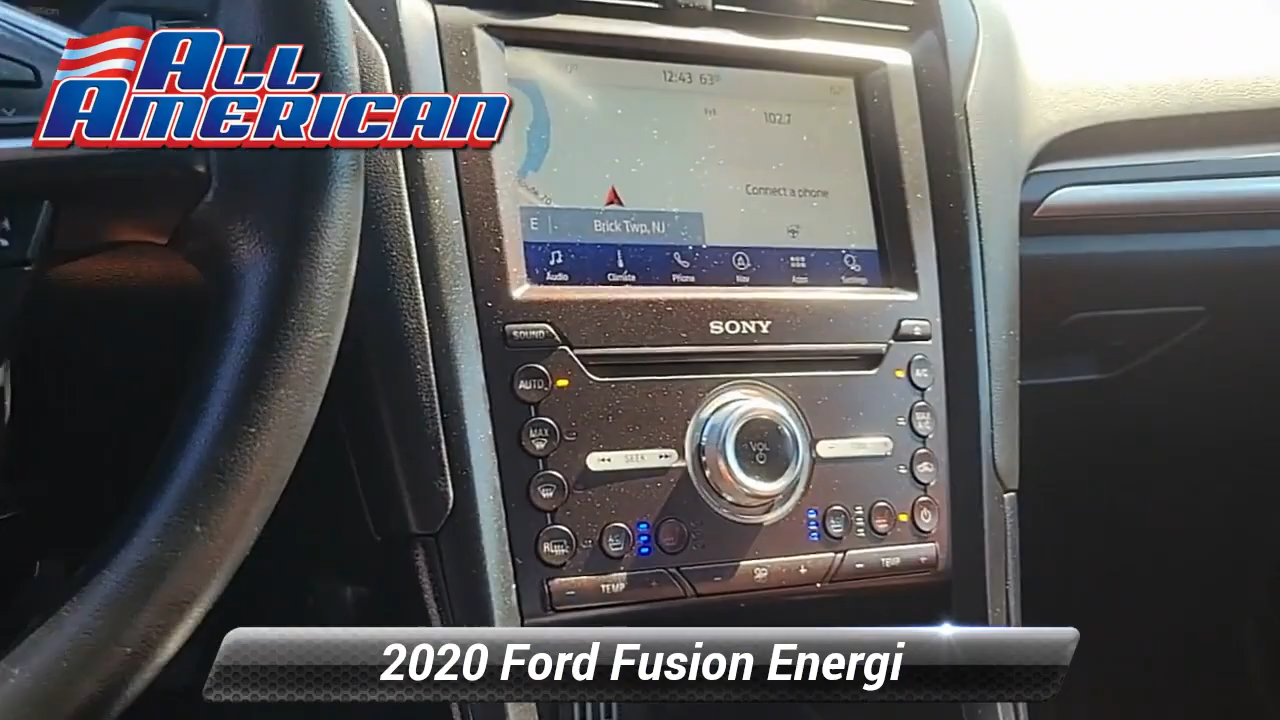 ALL
AMERICAN
12:43 63°
102.7
Connect a phone
E
Brick Twp, NJ
Audio Climate Phone Nav Apps Settings
SONY
SOUND
AUTO
A/C
MAX
MAX
A/C
VOL
SEEK
R
TEMP
TEMP
2020 Ford Fusion Energi